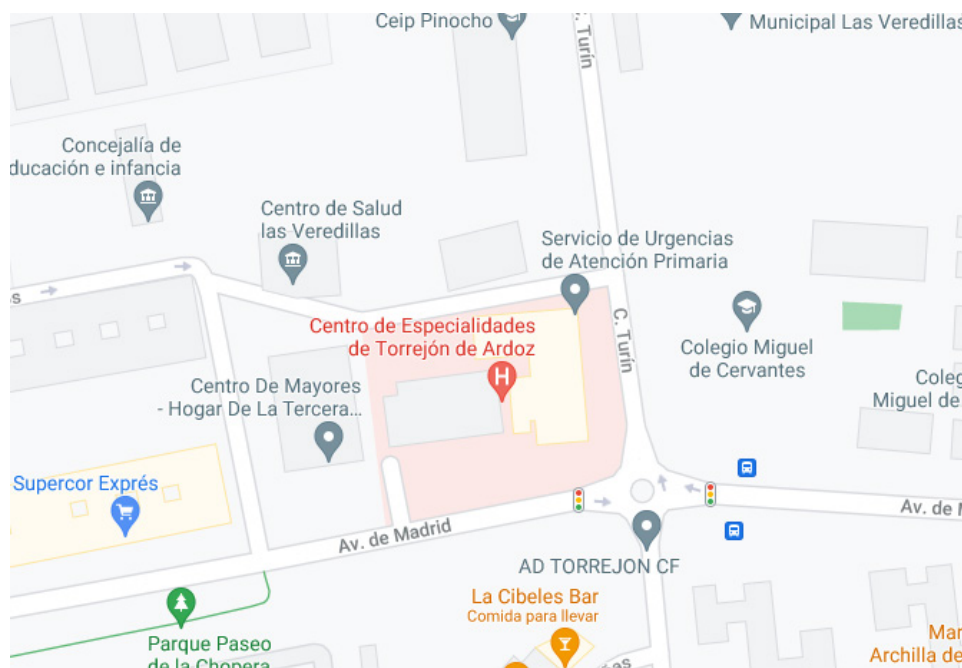 Ceip Pinocho
C. Turín
Municipal Las Veredillas
Concejalía de
ducación e infancia
Centro de Salud
las Veredillas
Servicio de Urgencias
de Atención Primaria
os
Centro de Especialidades
de Torrejón de Ardoz
H
C. Turín
Colegio Miguel
de Cervantes
Coleg
Miguel de
Centro De Mayores
- Hogar De La Tercera...
Supercor Exprés
Av. de Madrid
Av. de M
AD TORREJON CF
La Cibeles Bar
Comida para llevar
Parque Paseo
de la Chopera
Mar
Archilla de